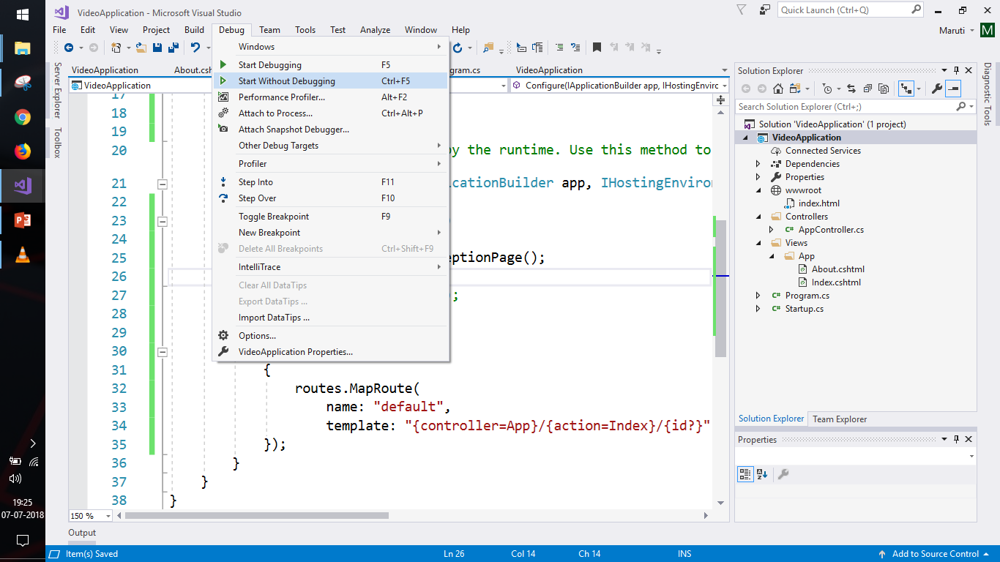 VideoApplication - Microsoft Visual Studio
Quick Launch (Ctrl+Q)
File Edit View Project Build Debug Team Tools Test Analyze Window Help
Maruti M
VideoApplication About.csh gram.cs VideoApplication
VideoApplication Configure(IApplicationBuilder app, IHostingEnviror
Server Explorer
Toolbox
Windows
Start Debugging F5
Start Without Debugging Ctrl+F5
Performance Profiler... Alt+F2
Attach to Process... Ctrl+Alt+P
Attach Snapshot Debugger...
Other Debug Targets
Profiler
Step Into F11
Step Over F10
Toggle Breakpoint F9
New Breakpoint
Delete All Breakpoints Ctrl+Shift+F9
IntelliTrace
Clear All DataTips
Export DataTips ...
Import DataTips ...
Options...
VideoApplication Properties...
17
18
19
20 by the runtime. Use this method to
21 icationBuilder app, IHostingEnviron
22
23
24
25 eptionPage();
26
27 ;
28
29
30
31 {
32 routes.MapRoute(
33 name: "default",
34 template: "{controller=App}/{action=Index}/{id?}"
35 });
36 }
37 }
38 }
150 %
Output
Solution Explorer
Search Solution Explorer (Ctrl+;)
Solution 'VideoApplication' (1 project)
VideoApplication
Connected Services
Dependencies
Properties
wwwroot
index.html
Controllers
AppController.cs
Views
App
About.cshtml
Index.cshtml
Program.cs
Startup.cs
Solution Explorer Team Explorer
Properties
Diagnostic Tools
19:25
07-07-2018
Item(s) Saved Ln 26 Col 14 Ch 14 INS Add to Source Control